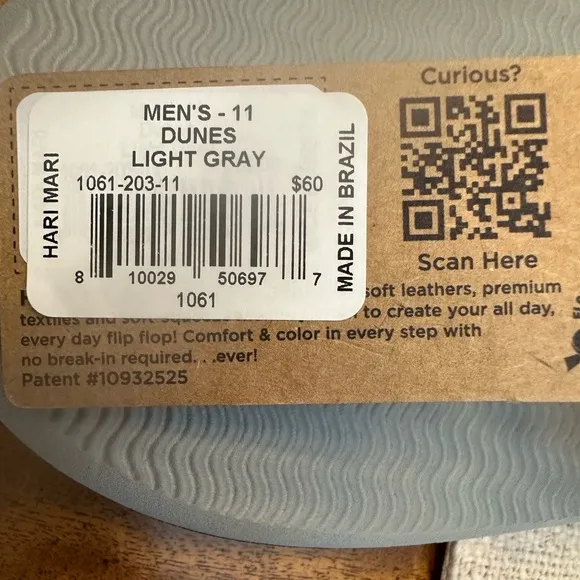 Curious?
MEN'S - 11
DUNES
LIGHT GRAY
1061-203-11 $60
HARI MARI
MADE IN BRAZIL
8 10029 50697 7
1061
Scan Here
soft leathers, premium
textiles and soft to create your all day,
every day flip flop! Comfort & color in every step with
no break-in required. . .ever!
Patent #10932525